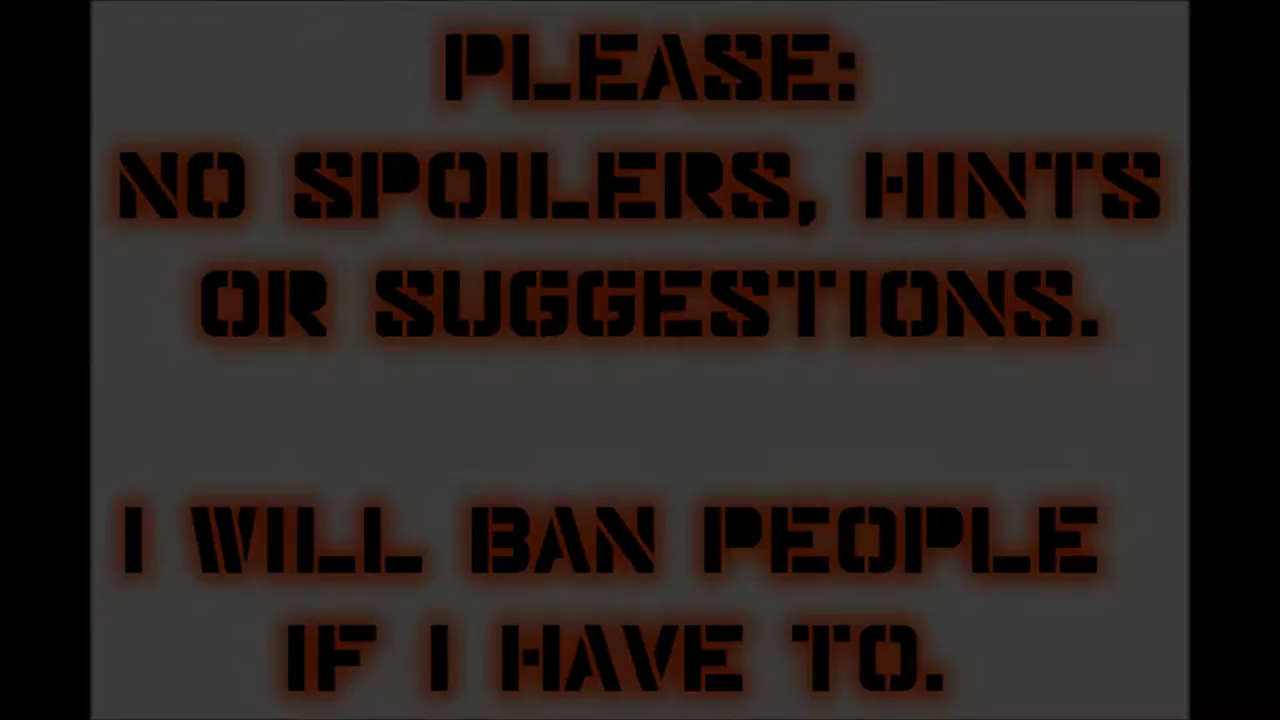 PLEASE:
NO SPOILERS, HINTS
OR SUGGESTIONS.
I WILL BAN PEOPLE
IF I HAVE TO.